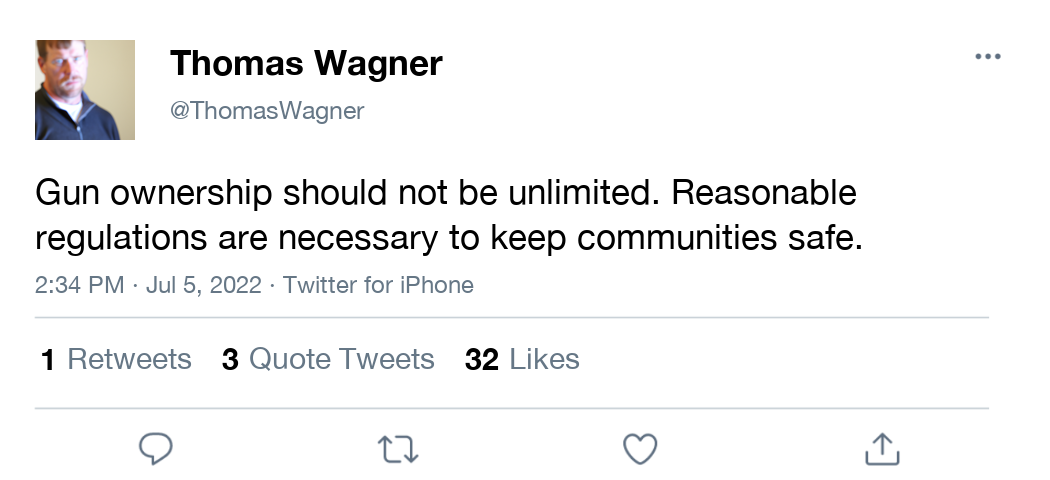 Thomas Wagner
@ThomasWagner
Gun ownership should not be unlimited. Reasonable
regulations are necessary to keep communities safe.
2:34 PM · Jul 5, 2022 · Twitter for iPhone
1 Retweets 3 Quote Tweets 32 Likes